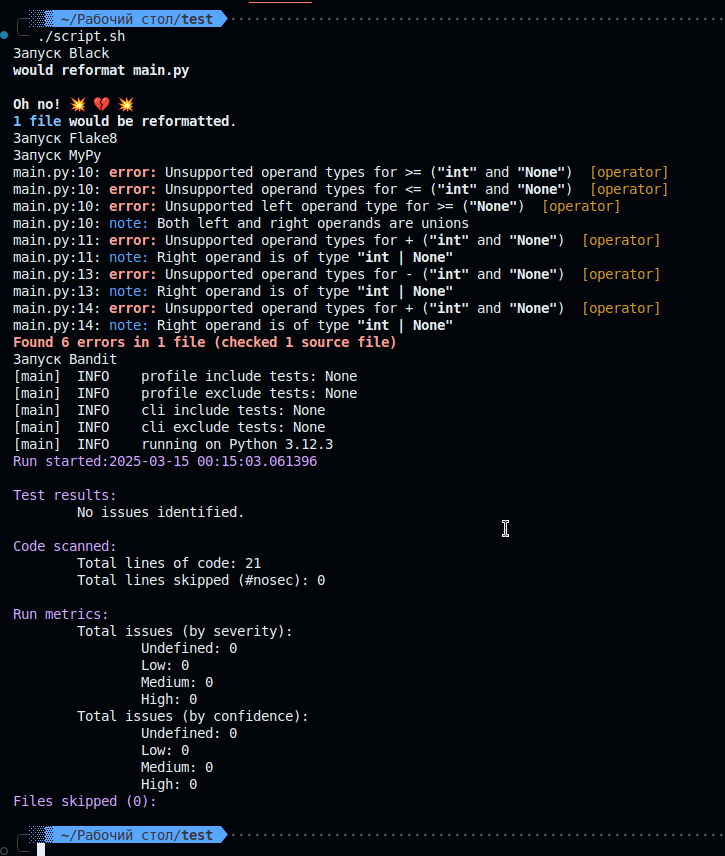 ~/Рабочий стол/test
./script.sh
Запуск Black
would reformat main.py
Oh no! 💥 💔 💥
1 file would be reformatted.
Запуск Flake8
Запуск MyPy
main.py:10: error: Unsupported operand types for >= ("int" and "None")  [operator]
main.py:10: error: Unsupported operand types for <= ("int" and "None")  [operator]
main.py:10: error: Unsupported left operand type for >= ("None")  [operator]
main.py:10: note: Both left and right operands are unions
main.py:11: error: Unsupported operand types for + ("int" and "None")  [operator]
main.py:11: note: Right operand is of type "int | None"
main.py:13: error: Unsupported operand types for - ("int" and "None")  [operator]
main.py:13: note: Right operand is of type "int | None"
main.py:14: error: Unsupported operand types for + ("int" and "None")  [operator]
main.py:14: note: Right operand is of type "int | None"
Found 6 errors in 1 file (checked 1 source file)
Запуск Bandit
[main]  INFO    profile include tests: None
[main]  INFO    profile exclude tests: None
[main]  INFO    cli include tests: None
[main]  INFO    cli exclude tests: None
[main]  INFO    running on Python 3.12.3
Run started:2025-03-15 00:15:03.061396
Test results:
        No issues identified.
Code scanned:
        Total lines of code: 21
        Total lines skipped (#nosec): 0
Run metrics:
        Total issues (by severity):
                Undefined: 0
                Low: 0
                Medium: 0
                High: 0
        Total issues (by confidence):
                Undefined: 0
                Low: 0
                Medium: 0
                High: 0
Files skipped (0):
~/Рабочий стол/test